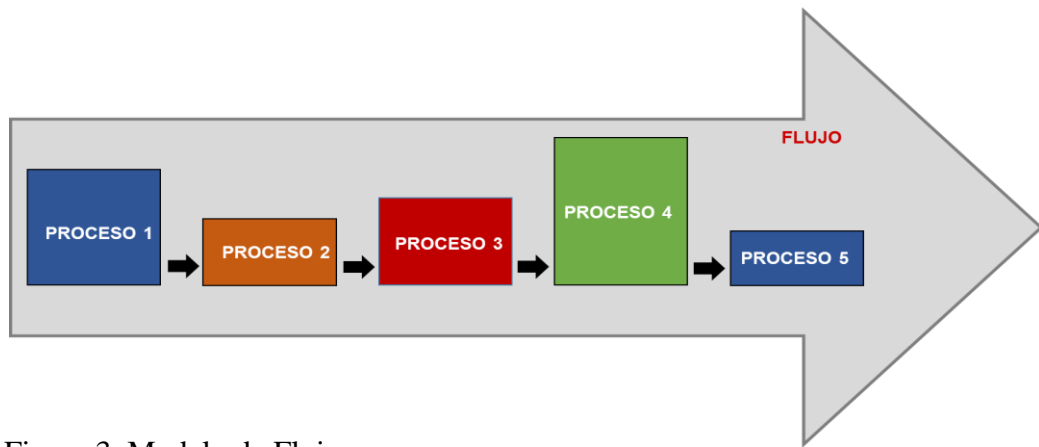 FLUJO
PROCESO 1
PROCESO 2
PROCESO 3
PROCESO 4
PROCESO 5